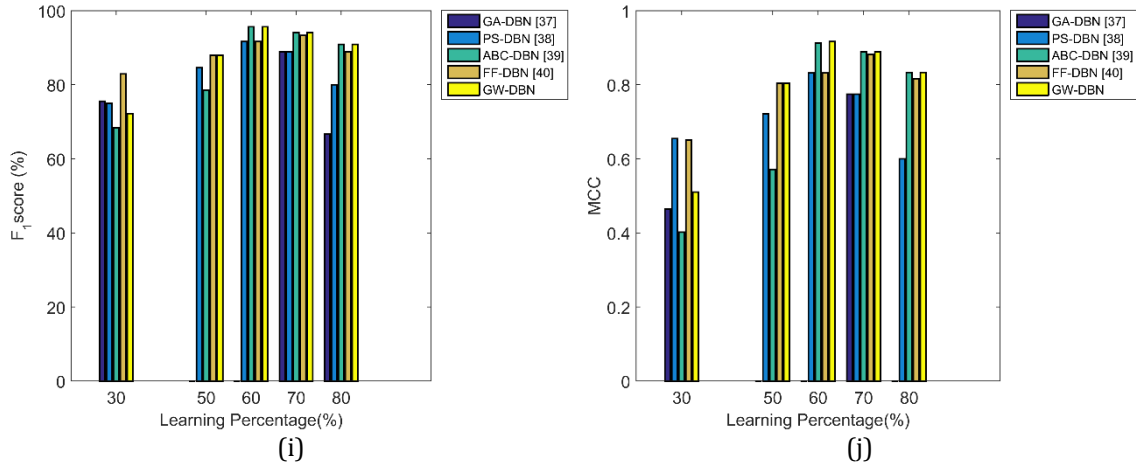 100
80
60
40
20
0
F1 score (%)
30
50
60
70
80
Learning Percentage(%)
GA-DBN [37]
PS-DBN [38]
ABC-DBN [39]
FF-DBN [40]
GW-DBN
(i)
1
0.8
0.6
0.4
0.2
0
MCC
30
50
60
70
80
Learning Percentage(%)
GA-DBN [37]
PS-DBN [38]
ABC-DBN [39]
FF-DBN [40]
GW-DBN
(j)